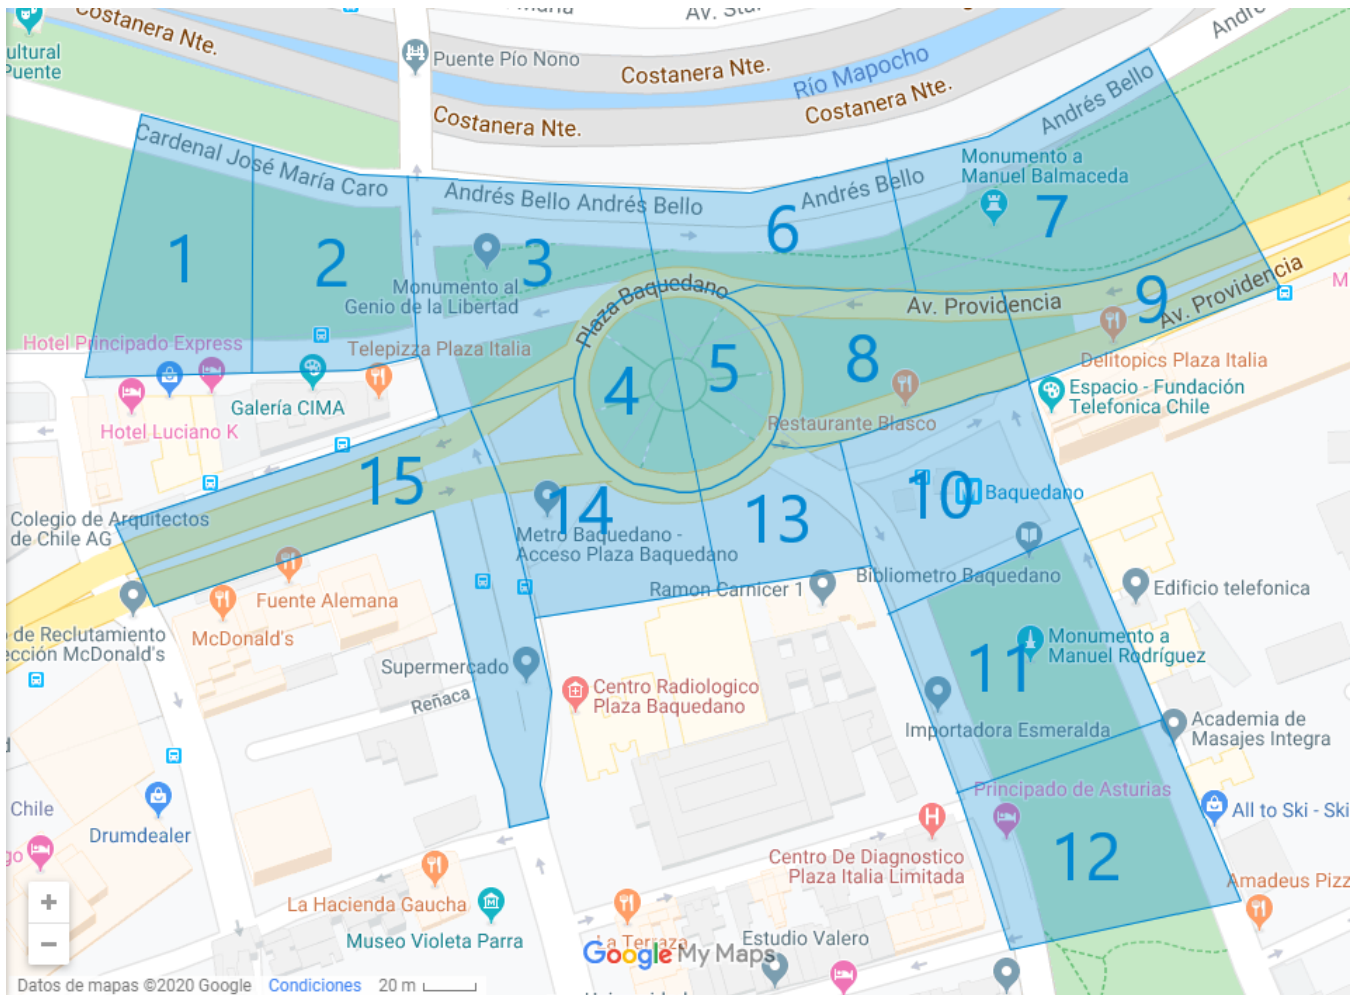 Costanera Nte.
ultural
Puente
Puente Pío Nono
Costanera Nte.
Río Mapocho
Costanera Nte.
Costanera Nte.
Andrés Bello
Cardenal José María Caro
Andrés Bello Andrés Bello
Andrés Bello
Monumento a
Manuel Balmaceda
1
2
3
6
7
Monumento al
Genio de la Libertad
Plaza Baquedano
Av. Providencia
9
Av. Providencia
Hotel Principado Express
Telepizza Plaza Italia
8
Delitopics Plaza Italia
4
5
Galería CIMA
Espacio - Fundación
Telefonica Chile
Hotel Luciano K
Restaurante Blasco
15
14
13
10
Baquedano
Colegio de Arquitectos
de Chile AG
Metro Baquedano -
Acceso Plaza Baquedano
Ramon Carnicer 1
Bibliometro Baquedano
Edificio telefonica
Fuente Alemana
McDonald's
o de Reclutamiento
ección McDonald's
Supermercado
Reñaca
Monumento a
Manuel Rodríguez
11
Centro Radiologico
Plaza Baquedano
Importadora Esmeralda
Academia de
Masajes Integra
Principado de Asturias
Chile
Drumdealer
All to Ski - Ski
12
Centro De Diagnostico
Plaza Italia Limitada
go
Amadeus Pizz
La Hacienda Gaucha
Museo Violeta Parra
La Terraza
Estudio Valero
Google My Maps
+
−
Datos de mapas ©2020 Google Condiciones 20 m